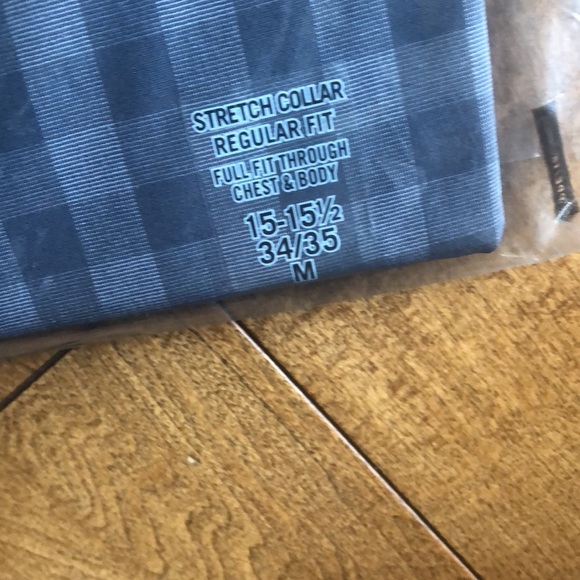 STRETCH COLLAR
REGULAR FIT
FULL FIT THROUGH
CHEST & BODY
15-15½
34/35
M